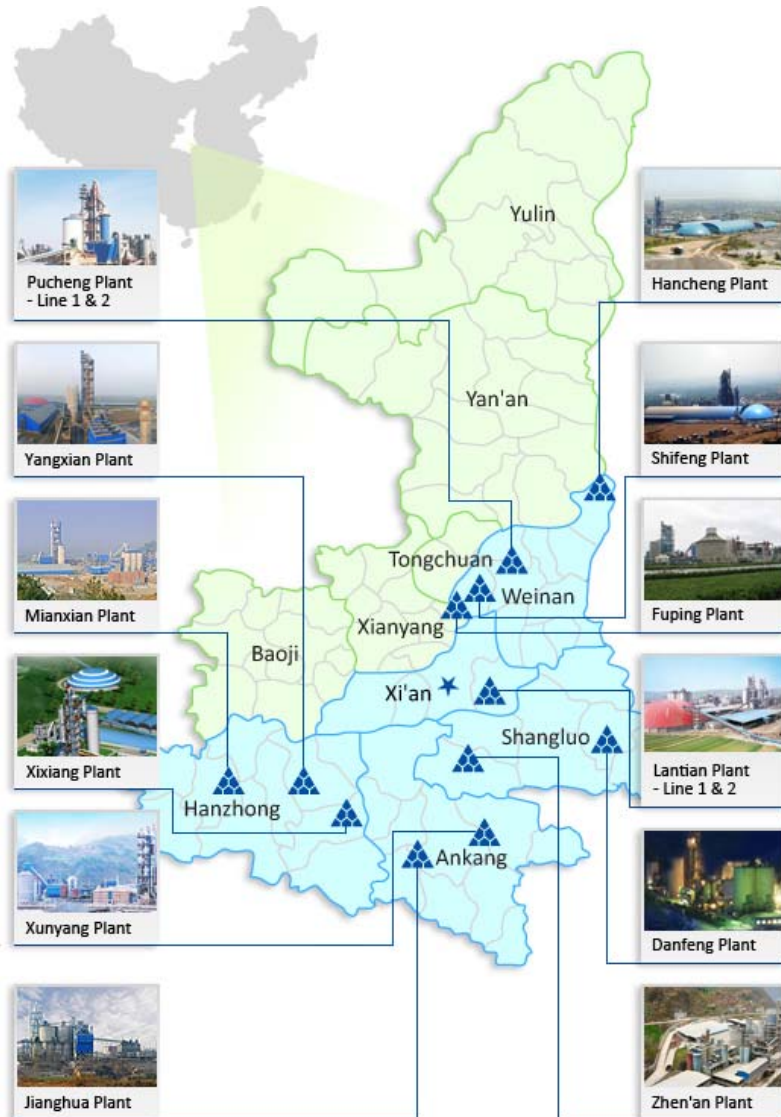 Pucheng Plant
- Line 1 & 2
Yangxian Plant
Mianxian Plant
Xixiang Plant
Xunyang Plant
Jianghua Plant
Yulin
Yan'an
Tongchuan
Weinan
Xianyang
Baoji
Xi'an
Shangluo
Hanzhong
Ankang
Hancheng Plant
Shifeng Plant
Fuping Plant
Lantian Plant
- Line 1 & 2
Danfeng Plant
Zhen'an Plant